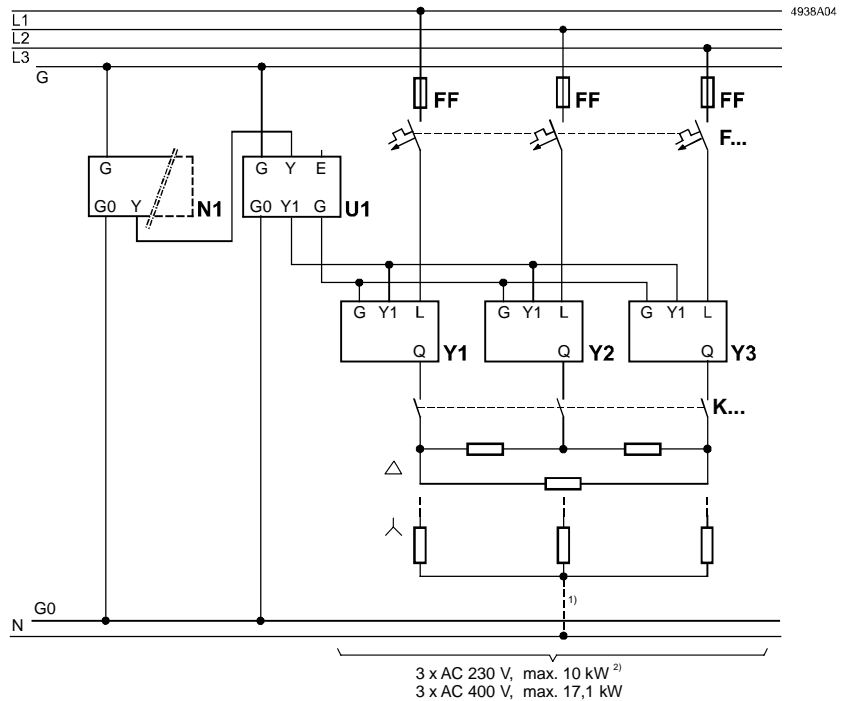 4938A04
L1
L2
L3
G
FF FF FF
F...
G G Y E
G0 Y N1 G0 Y1 G U1
G Y1 L G Y1 L G Y1 L
Q Y1 Q Y2 Q Y3
K...
1)
G0
N
3 x AC 230 V, max. 10 kW 2)
3 x AC 400 V, max. 17,1 kW